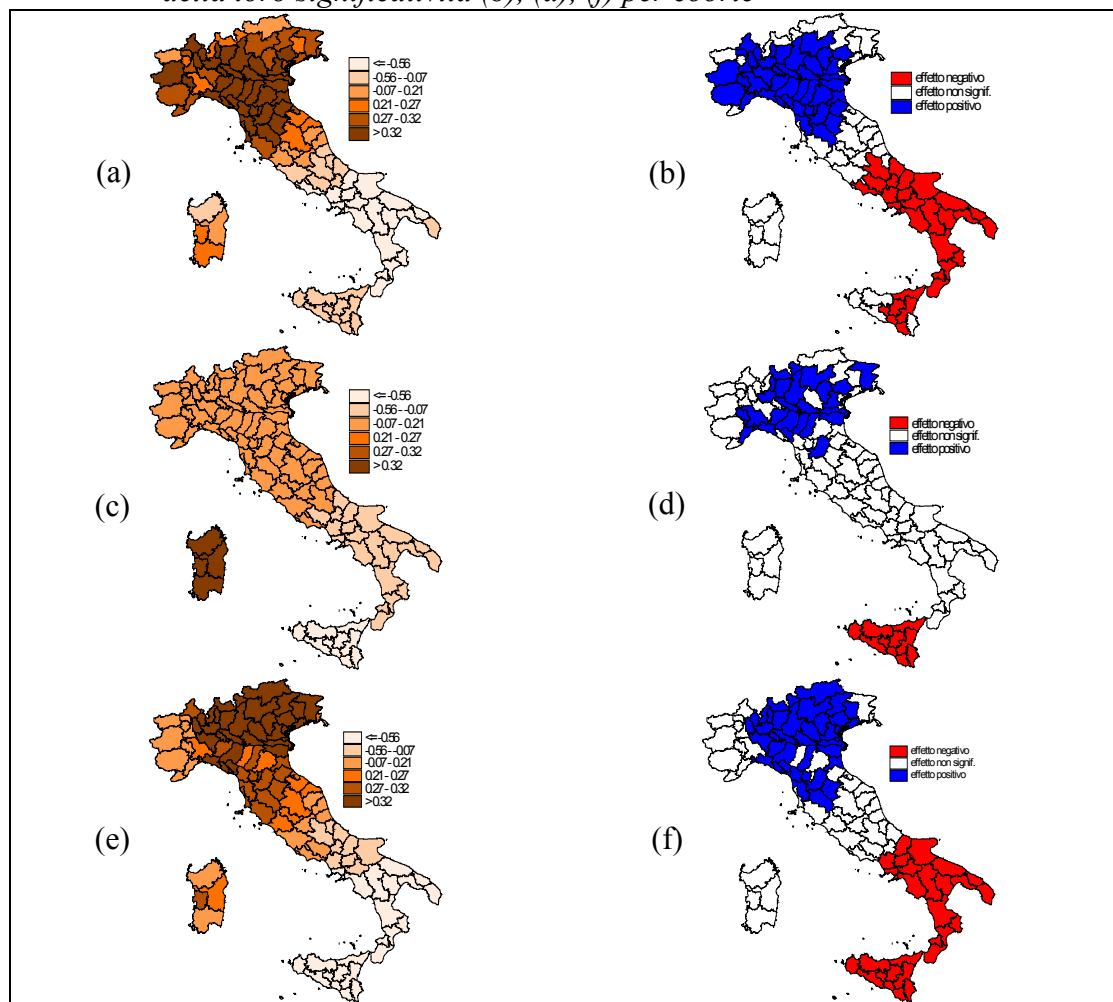 della loro significatività (b), (d), (f) per coorte
<= -0.56
-0.56 - -0.07
-0.07 - 0.21
0.21 - 0.27
0.27 - 0.32
> 0.32
(a)
effetto negativo
effetto non signif.
effetto positivo
(b)
<= -0.56
-0.56 - -0.07
-0.07 - 0.21
0.21 - 0.27
0.27 - 0.32
> 0.32
(c)
effetto negativo
effetto non signif.
effetto positivo
(d)
<= -0.56
-0.56 - -0.07
-0.07 - 0.21
0.21 - 0.27
0.27 - 0.32
> 0.32
(e)
effetto negativo
effetto non signif.
effetto positivo
(f)